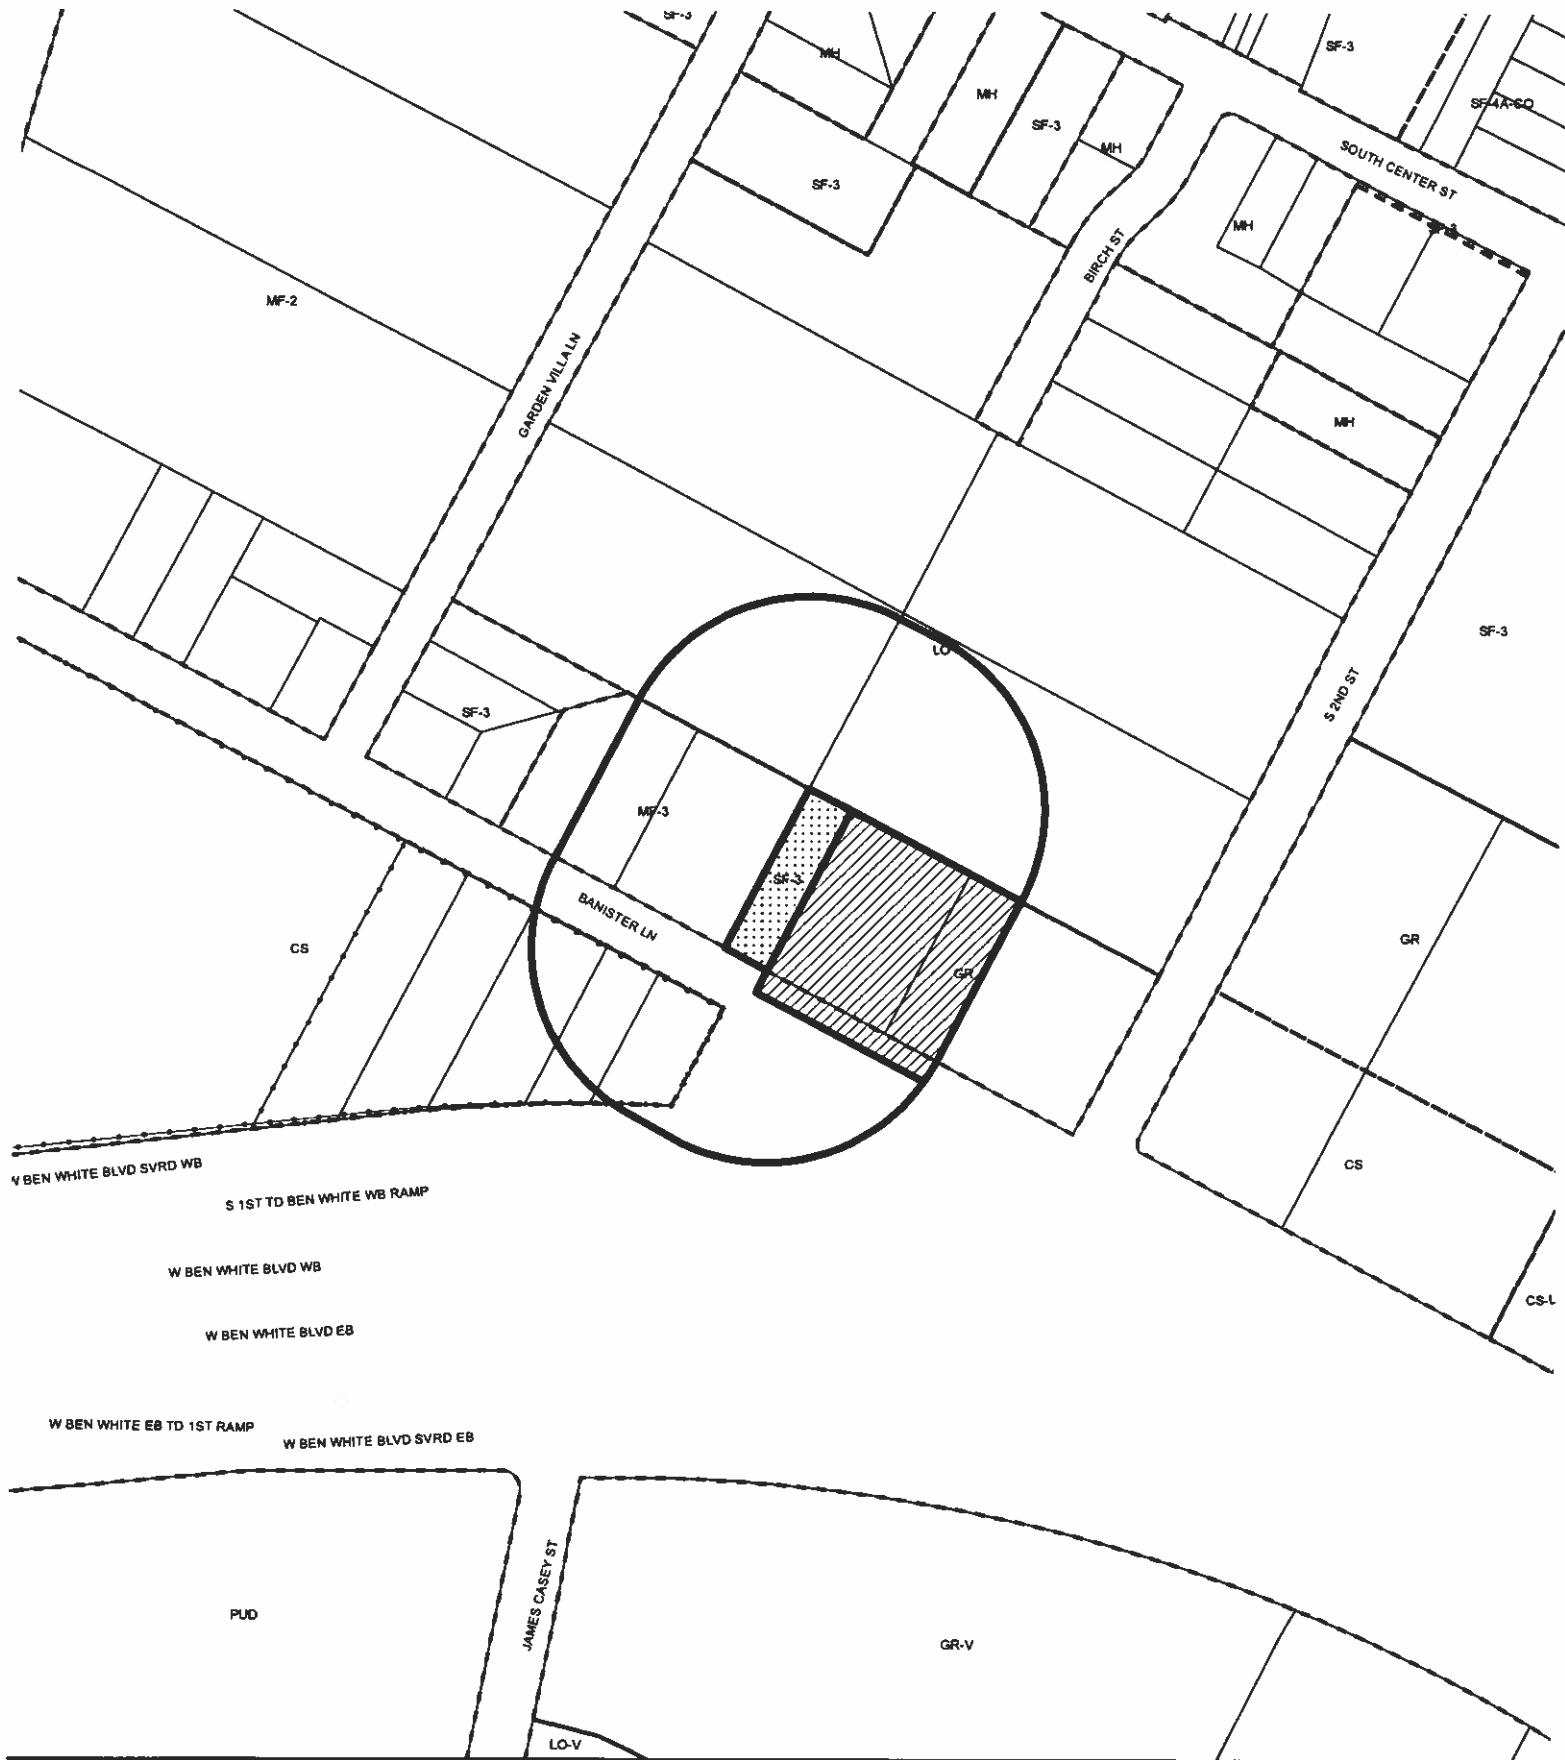 SF-3
MH
SF-3
MH
SF-4A-CO
SF-3
MH
SOUTH CENTER ST
SF-3
MH
BIRCH ST
MF-2
GARDEN VILLA LN
MH
SF-3
LO
S 2ND ST
SF-3
MF-3
SF-3
BANISTER LN
CS
GR
GR
W BEN WHITE BLVD SVRD WB
CS
S 1ST TO BEN WHITE WB RAMP
W BEN WHITE BLVD WB
CS-L
W BEN WHITE BLVD EB
W BEN WHITE EB TO 1ST RAMP
W BEN WHITE BLVD SVRD EB
JAMES CASEY ST
PUD
GR-V
LO-V